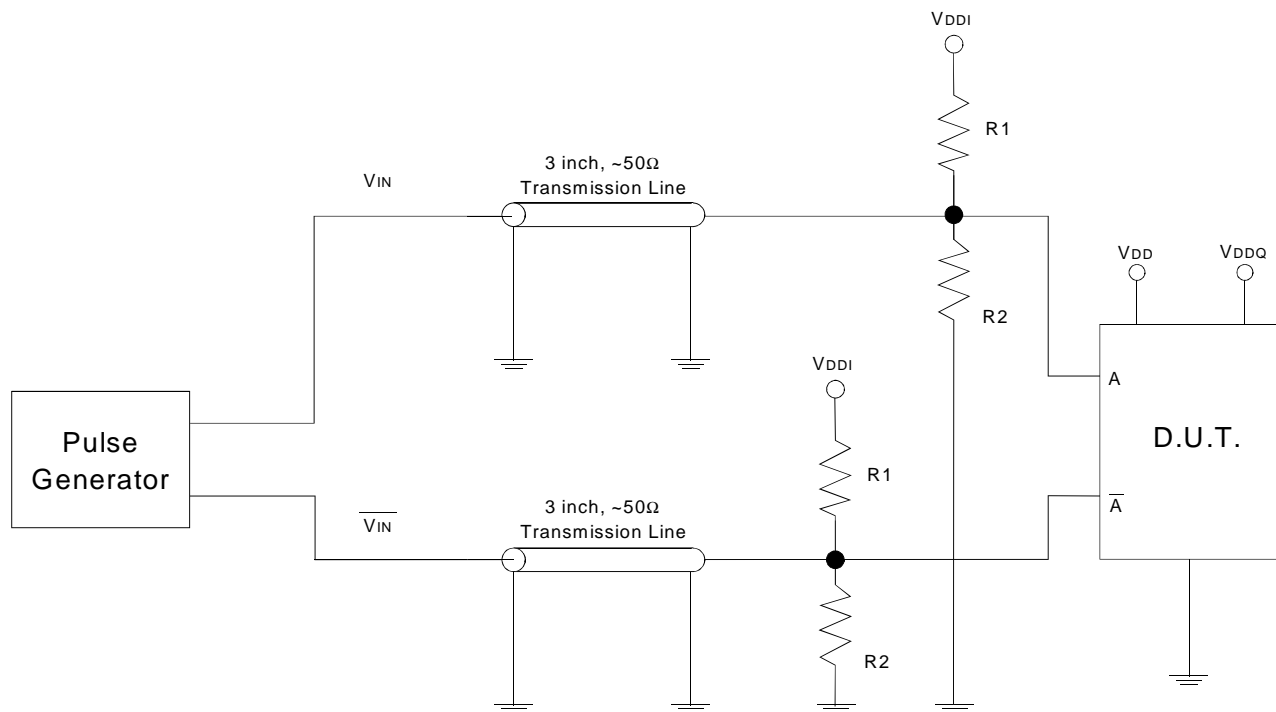 VDDI
R1
3 inch, ~50Ω
Transmission Line
VIN
VDD
VDDQ
R2
A
VDDI
D.U.T.
Pulse
Generator
R1
3 inch, ~50Ω
Transmission Line
V̅I̅N̅
A̅
R2